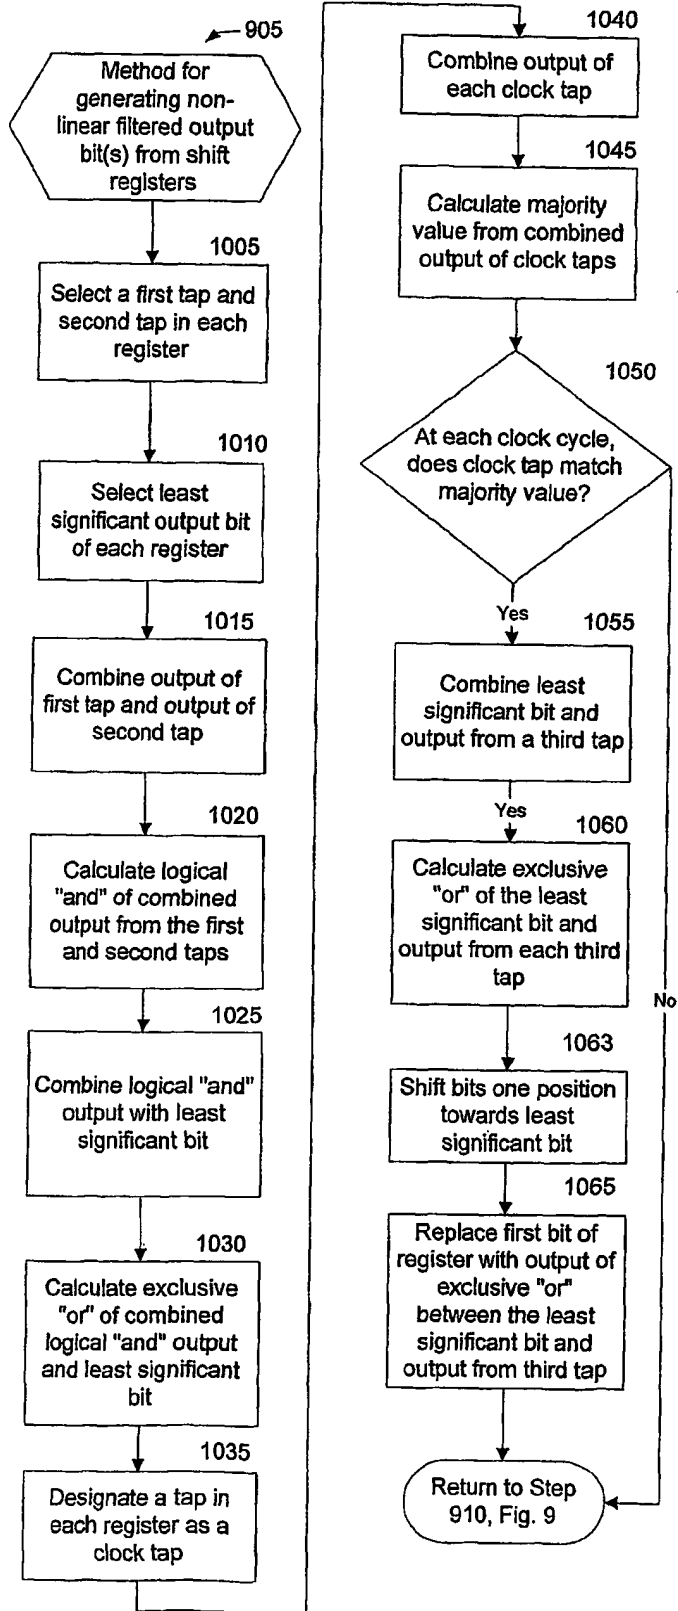 905
Method for
generating non-
linear filtered output
bit(s) from shift
registers
1005
Select a first tap and
second tap in each
register
1010
Select least
significant output bit
of each register
1015
Combine output of
first tap and output of
second tap
1020
Calculate logical
"and" of combined
output from the first
and second taps
1025
Combine logical "and"
output with least
significant bit
1030
Calculate exclusive
"or" of combined
logical "and" output
and least significant
bit
1035
Designate a tap in
each register as a
clock tap
1040
Combine output of
each clock tap
1045
Calculate majority
value from combined
output of clock taps
1050
At each clock cycle,
does clock tap match
majority value?
Yes
1055
Combine least
significant bit and
output from a third tap
Yes
1060
Calculate exclusive
"or" of the least
significant bit and
output from each third
tap
No
1063
Shift bits one position
towards least
significant bit
1065
Replace first bit of
register with output of
exclusive "or"
between the least
significant bit and
output from third tap
Return to Step
910, Fig. 9